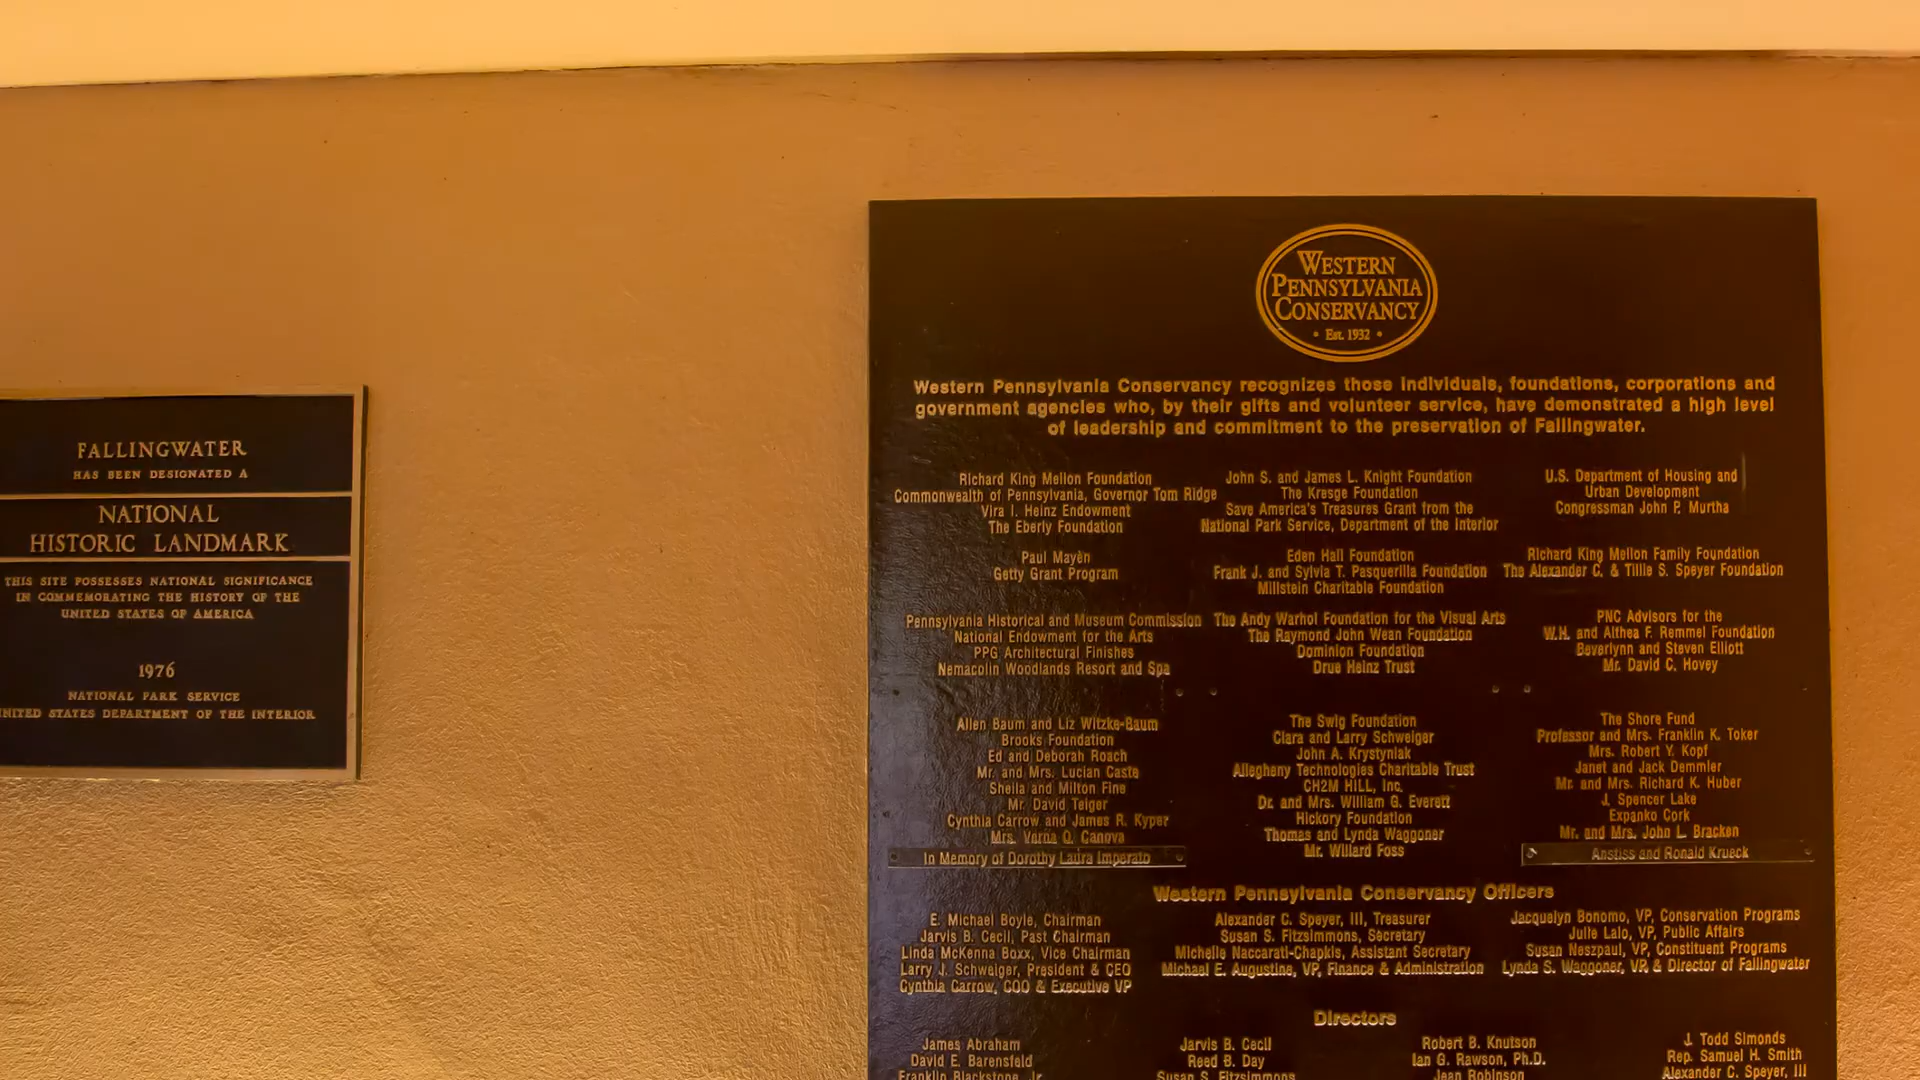 FALLINGWATER
HAS BEEN DESIGNATED A
NATIONAL
HISTORIC LANDMARK
THIS SITE POSSESSES NATIONAL SIGNIFICANCE
IN COMMEMORATING THE HISTORY OF THE
UNITED STATES OF AMERICA
1976
NATIONAL PARK SERVICE
UNITED STATES DEPARTMENT OF THE INTERIOR
WESTERN
PENNSYLVANIA
CONSERVANCY
• Est. 1932 •
Western Pennsylvania Conservancy recognizes those individuals, foundations, corporations and
government agencies who, by their gifts and volunteer service, have demonstrated a high level
of leadership and commitment to the preservation of Fallingwater.
Richard King Mellon Foundation
Commonwealth of Pennsylvania, Governor Tom Ridge
Vira I. Heinz Endowment
The Eberly Foundation
John S. and James L. Knight Foundation
The Kresge Foundation
Save America's Treasures Grant from the
National Park Service, Department of the Interior
U.S. Department of Housing and
Urban Development
Congressman John P. Murtha
Paul Mayèn
Getty Grant Program
Eden Hall Foundation
Frank J. and Sylvia T. Pasquerilla Foundation
Millstein Charitable Foundation
Richard King Mellon Family Foundation
The Alexander C. & Tillie S. Speyer Foundation
Pennsylvania Historical and Museum Commission
National Endowment for the Arts
PPG Architectural Finishes
Nemacolin Woodlands Resort and Spa
The Andy Warhol Foundation for the Visual Arts
The Raymond John Wean Foundation
Dominion Foundation
Drue Heinz Trust
PNC Advisors for the
W.H. and Althea F. Remmel Foundation
Beverlynn and Steven Elliott
Mr. David C. Hovey
Allen Baum and Liz Witzke-Baum
Brooks Foundation
Ed and Deborah Roach
Mr. and Mrs. Lucian Caste
Sheila and Milton Fine
Mr. David Teiger
Cynthia Carrow and James R. Kyper
Mrs. Verna Q. Canova
In Memory of Dorothy Laura Imperato
The Swig Foundation
Clara and Larry Schweiger
John A. Krystyniak
Allegheny Technologies Charitable Trust
CH2M HILL, Inc.
Dr. and Mrs. William G. Everett
Hickory Foundation
Thomas and Lynda Waggoner
Mr. Willard Foss
The Shore Fund
Professor and Mrs. Franklin K. Toker
Mrs. Robert Y. Kopf
Janet and Jack Demmler
Mr. and Mrs. Richard K. Huber
J. Spencer Lake
Expanko Cork
Mr. and Mrs. John L. Bracken
Anstiss and Ronald Krueck
Western Pennsylvania Conservancy Officers
E. Michael Boyle, Chairman
Jarvis B. Cecil, Past Chairman
Linda McKenna Boxx, Vice Chairman
Larry J. Schweiger, President & CEO
Cynthia Carrow, COO & Executive VP
Alexander C. Speyer, III, Treasurer
Susan S. Fitzsimmons, Secretary
Michelle Naccarati-Chapkis, Assistant Secretary
Michael E. Augustine, VP, Finance & Administration
Jacquelyn Bonomo, VP, Conservation Programs
Julie Lalo, VP, Public Affairs
Susan Neszpaul, VP, Constituent Programs
Lynda S. Waggoner, VP, & Director of Fallingwater
Directors
James Abraham
David E. Barensfeld
Franklin Blackstone, Jr.
Jarvis B. Cecil
Reed B. Day
Susan S. Fitzsimmons
Robert B. Knutson
Ian G. Rawson, Ph.D.
Jean Robinson
J. Todd Simonds
Rep. Samuel H. Smith
Alexander C. Speyer, III